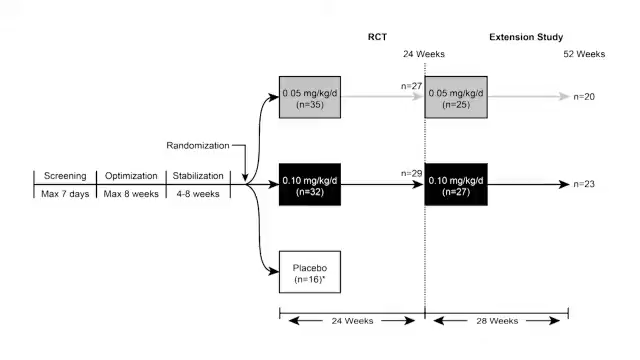 RCT
Extension Study
24 Weeks
52 Weeks
n=27
0.05 mg/kg/d
(n=35)
0.05 mg/kg/d
(n=25)
n=20
Randomization
Screening
Optimization
Stabilization
Max 7 days
Max 8 weeks
4-8 weeks
n=29
0.10 mg/kg/d
(n=32)
0.10 mg/kg/d
(n=27)
n=23
Placebo
(n=16)*
24 Weeks
28 Weeks